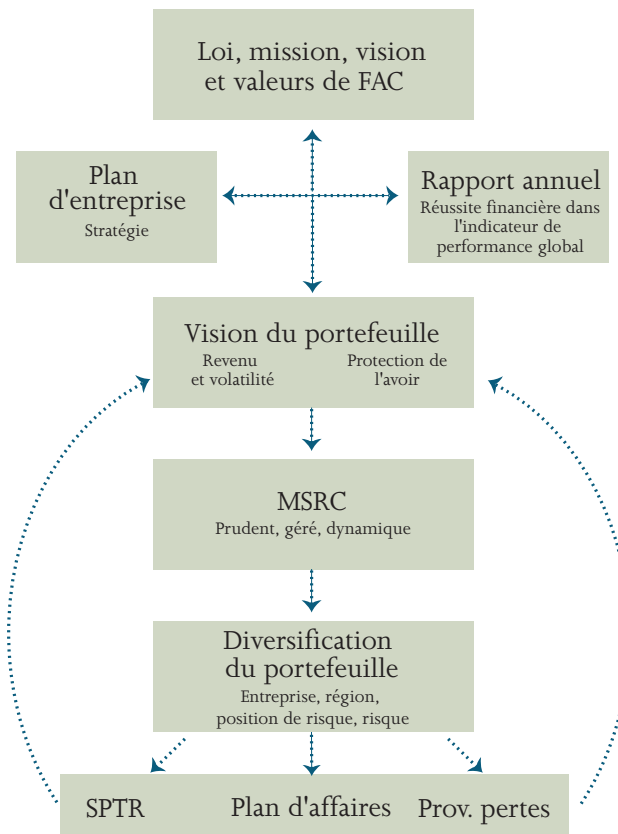 Loi, mission, vision
et valeurs de FAC
Plan
d'entreprise
Stratégie
Rapport annuel
Réussite financière dans
l'indicateur de
performance global
Vision du portefeuille
Revenu
et volatilité
Protection de
l'avoir
MSRC
Prudent, géré, dynamique
Diversification
du portefeuille
Entreprise, région,
position de risque, risque
SPTR
Plan d'affaires
Prov. pertes